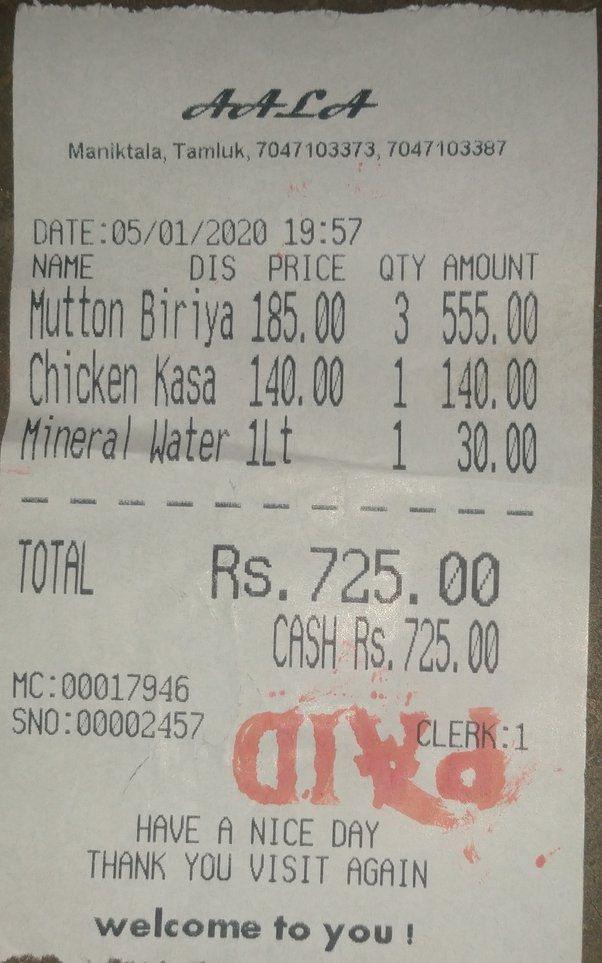 AALA
Maniktala, Tamluk, 7047103373, 7047103387
DATE:05/01/2020 19:57
NAME DIS PRICE QTY AMOUNT
Mutton Biriya 185.00 3 555.00
Chicken Kasa 140.00 1 140.00
Mineral Water 1Lt 1 30.00
TOTAL Rs.725.00
CASH Rs.725.00
MC:00017946
SNO:00002457 CLERK:1
PAID
HAVE A NICE DAY
THANK YOU VISIT AGAIN
welcome to you !